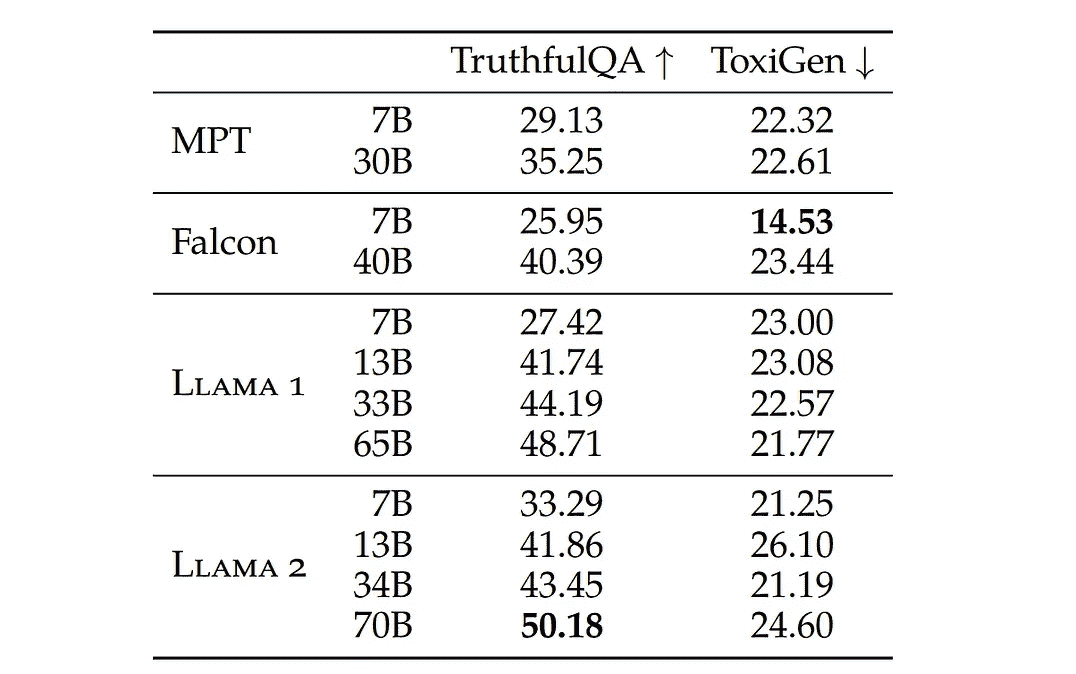 TruthfulQA ↑ ToxiGen ↓
MPT 7B 29.13 22.32
30B 35.25 22.61
Falcon 7B 25.95 14.53
40B 40.39 23.44
Llama 1 7B 27.42 23.00
13B 41.74 23.08
33B 44.19 22.57
65B 48.71 21.77
Llama 2 7B 33.29 21.25
13B 41.86 26.10
34B 43.45 21.19
70B 50.18 24.60